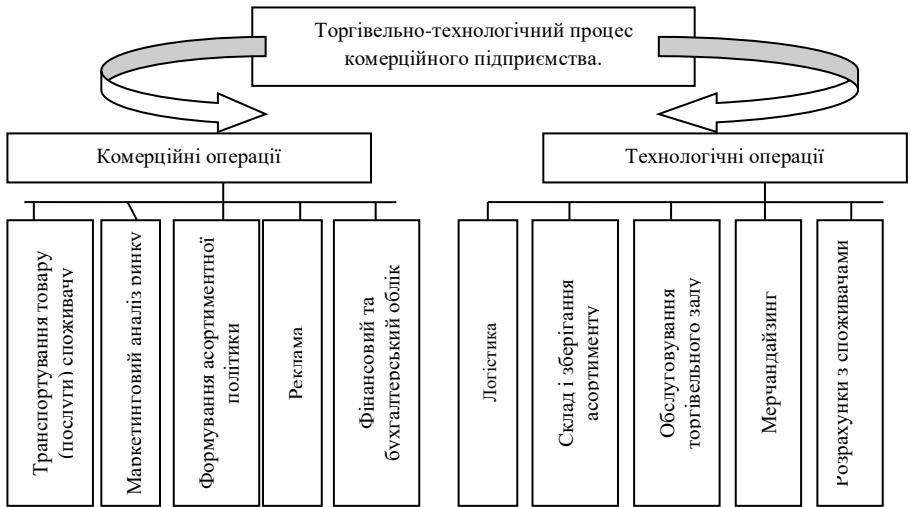 Торгівельно-технологічний процес
комерційного підприємства.
Комерційні операції
Технологічні операції
Транспортування товару
(послуги) споживачу
Маркетинговий аналіз ринку
Формування асортиментної
політики
Реклама
Фінансовий та
бухгалтерський облік
Логістика
Склад і зберігання
асортименту
Обслуговування
торгівельного залу
Мерчандайзинг
Розрахунки з споживачами